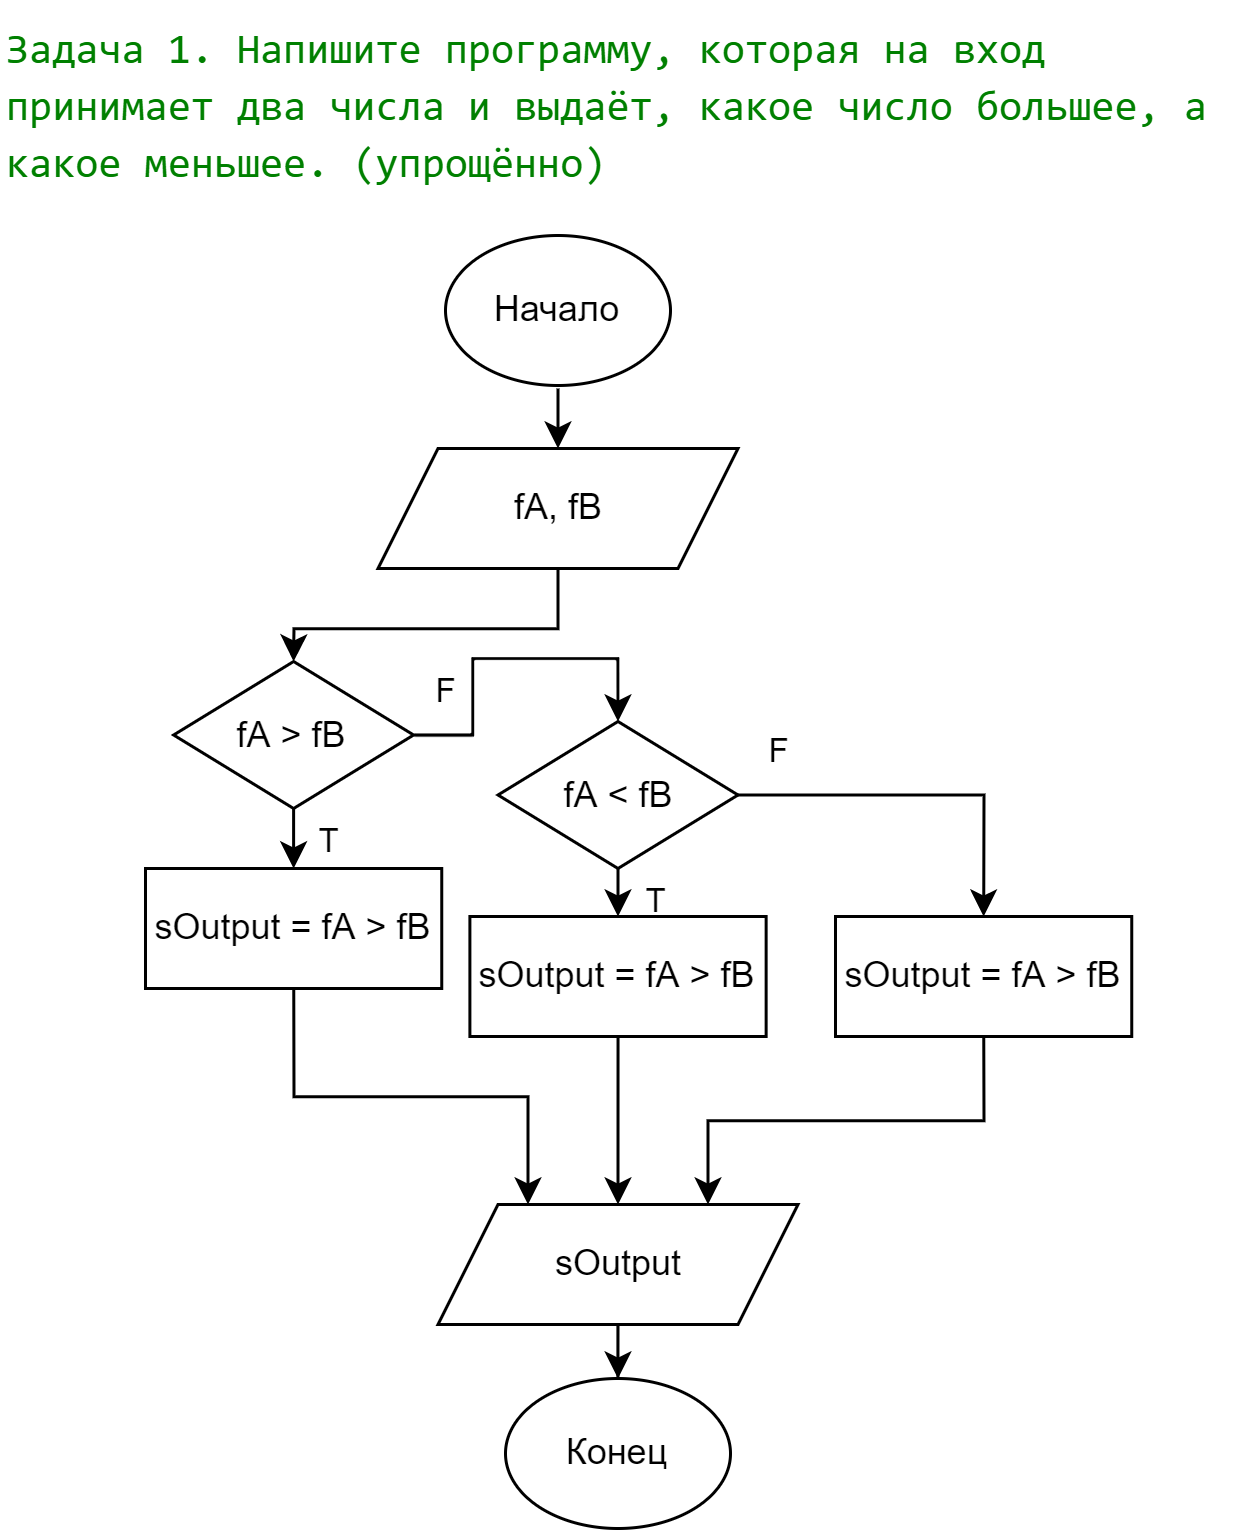 Задача 1. Напишите программу, которая на вход
принимает два числа и выдаёт, какое число большее, а
какое меньшее. (упрощённо)
Начало
fA, fB
fA > fB
F
T
fA < fB
F
T
sOutput = fA > fB
sOutput = fA > fB
sOutput = fA > fB
sOutput
Конец